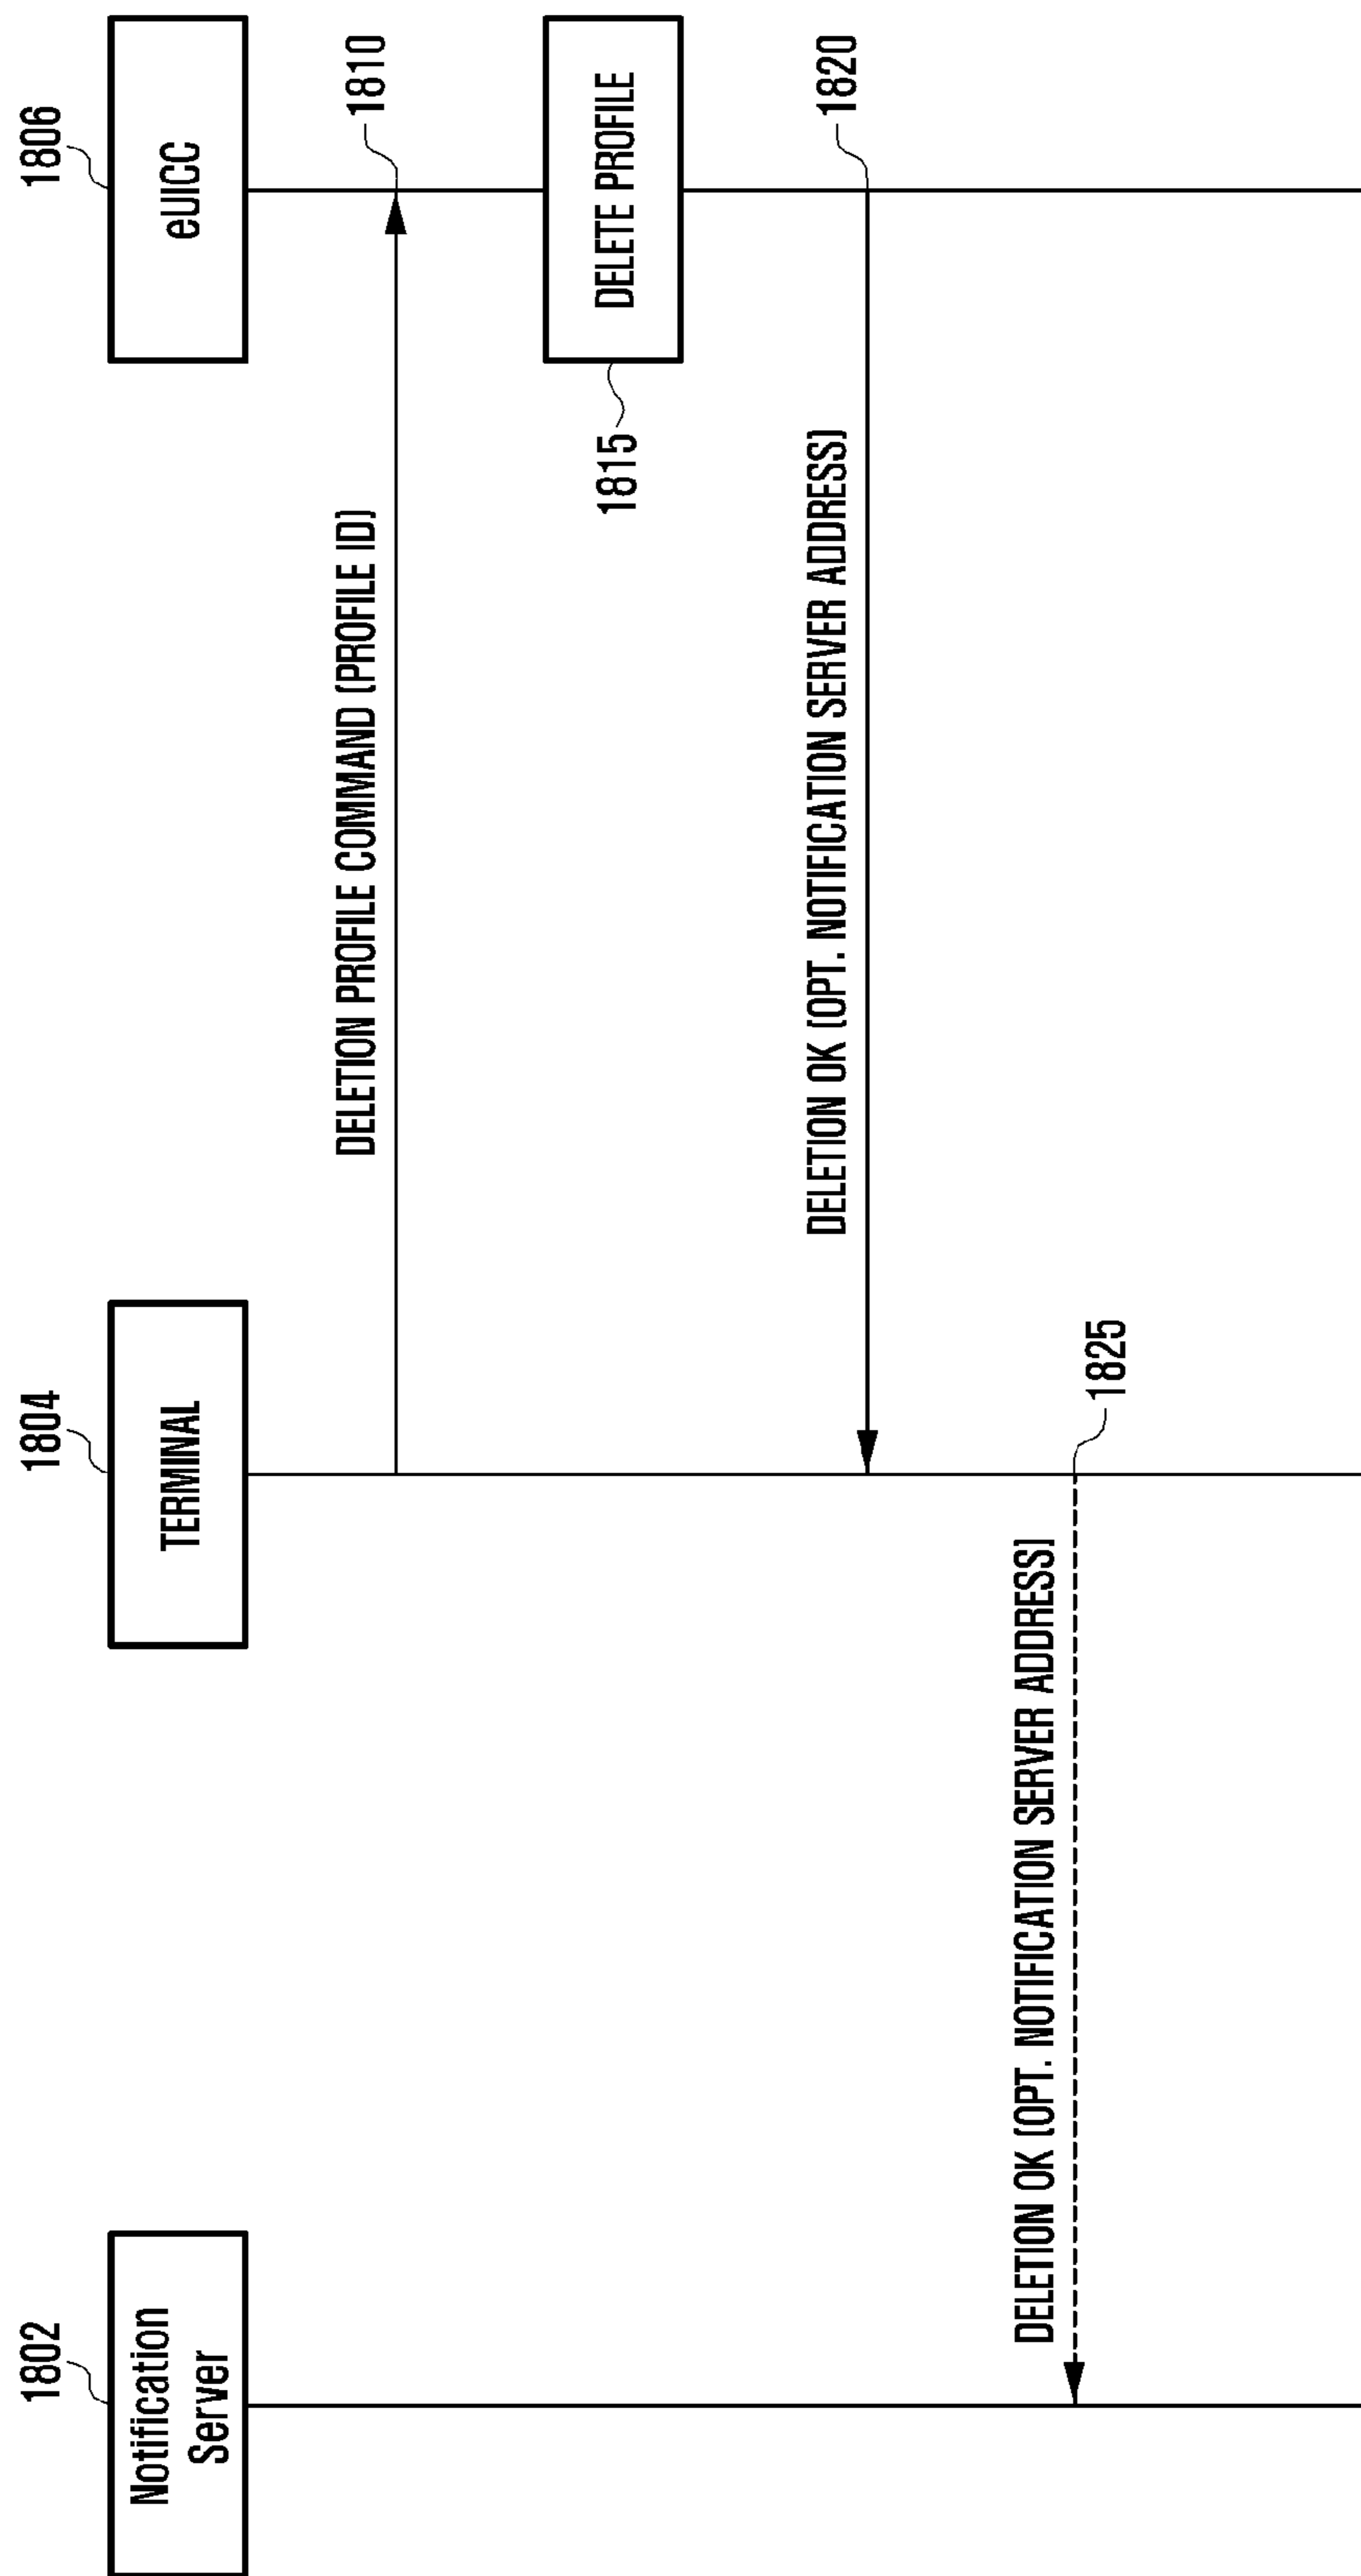 1802
1804
1806
Notification
Server
TERMINAL
eUICC
DELETION PROFILE COMMAND (PROFILE ID)
1810
1815
DELETE PROFILE
DELETION OK (OPT. NOTIFICATION SERVER ADDRESS)
1820
DELETION OK (OPT. NOTIFICATION SERVER ADDRESS)
1825